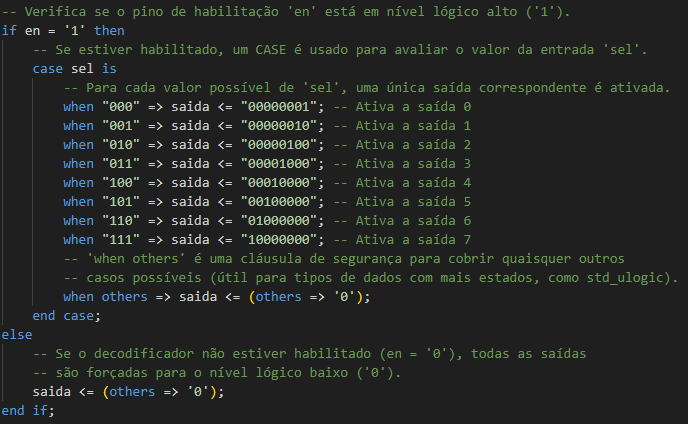 -- Verifica se o pino de habilitação 'en' está em nível lógico alto ('1').
if en = '1' then
-- Se estiver habilitado, um CASE é usado para avaliar o valor da entrada 'sel'.
case sel is
-- Para cada valor possível de 'sel', uma única saída correspondente é ativada.
when "000" => saida <= "00000001"; -- Ativa a saída 0
when "001" => saida <= "00000010"; -- Ativa a saída 1
when "010" => saida <= "00000100"; -- Ativa a saída 2
when "011" => saida <= "00001000"; -- Ativa a saída 3
when "100" => saida <= "00010000"; -- Ativa a saída 4
when "101" => saida <= "00100000"; -- Ativa a saída 5
when "110" => saida <= "01000000"; -- Ativa a saída 6
when "111" => saida <= "10000000"; -- Ativa a saída 7
-- 'when others' é uma cláusula de segurança para cobrir quaisquer outros
-- casos possíveis (útil para tipos de dados com mais estados, como std_ulogic).
when others => saida <= (others => '0');
end case;
else
-- Se o decodificador não estiver habilitado (en = '0'), todas as saídas
-- são forçadas para o nível lógico baixo ('0').
saida <= (others => '0');
end if;